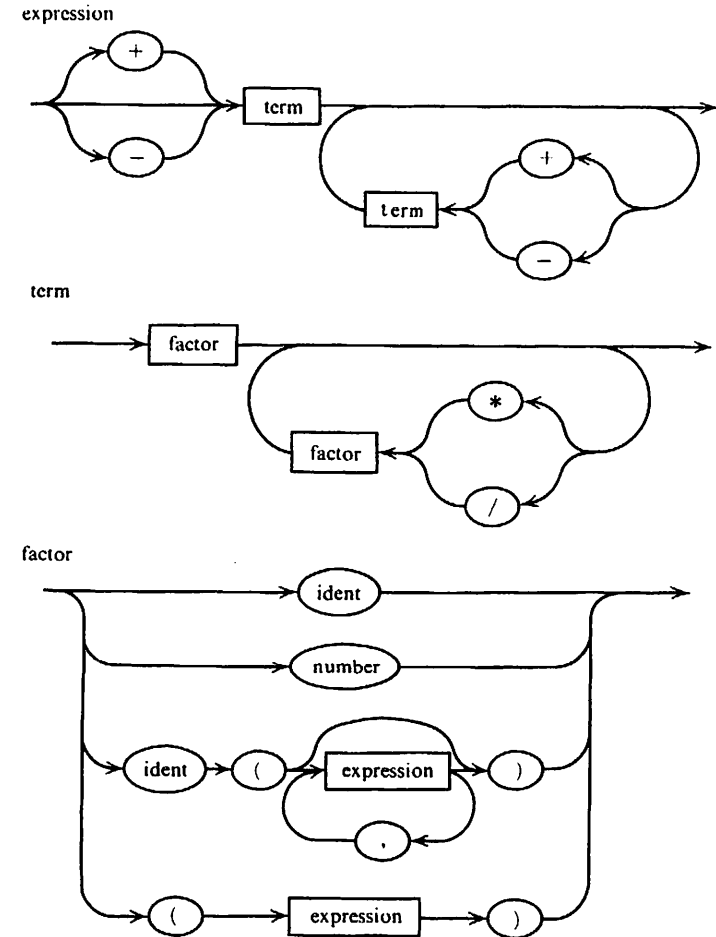 expression
+
term
-
+
term
-
term
factor
*
factor
/
factor
ident
number
ident ( expression )
,
( expression )